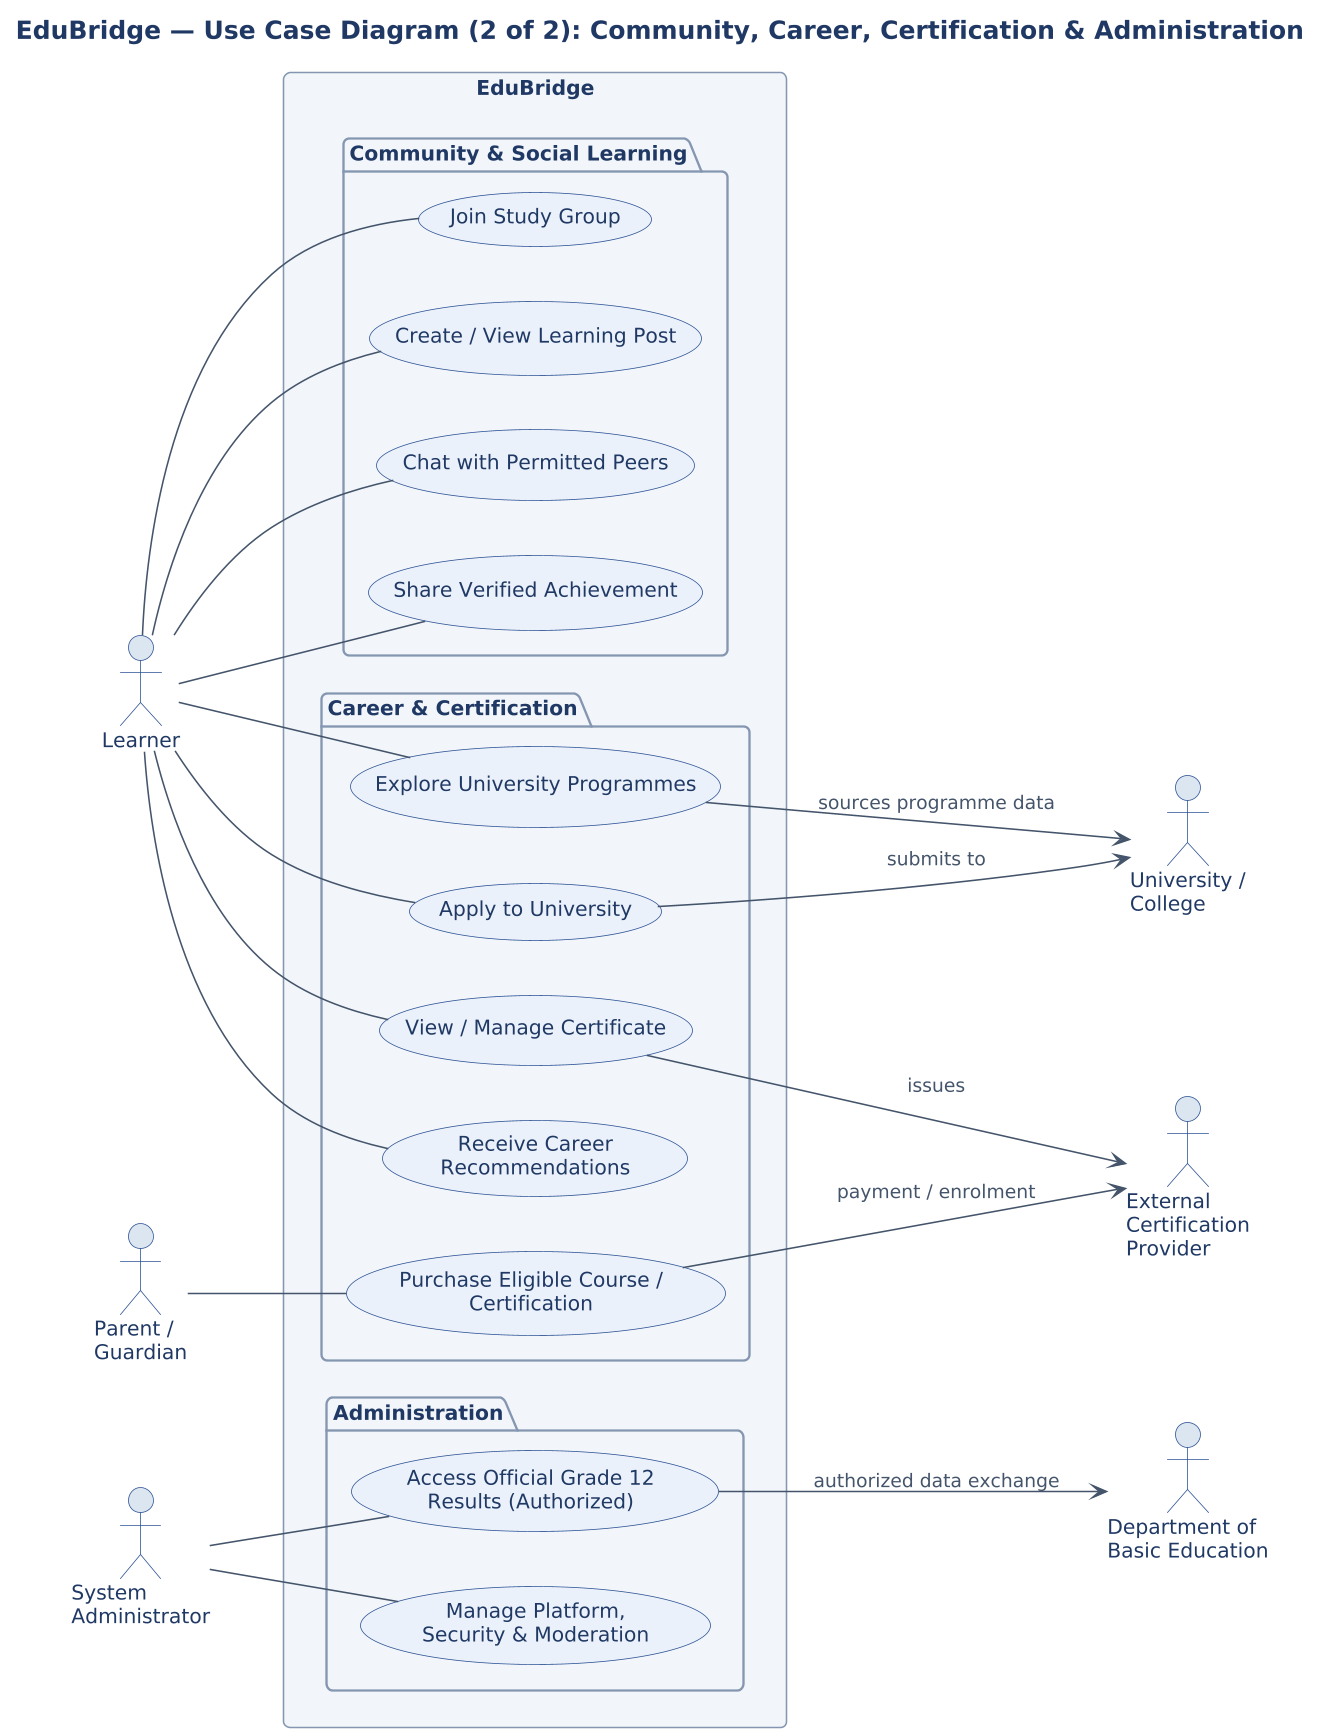 EduBridge — Use Case Diagram (2 of 2): Community, Career, Certification & Administration
EduBridge
Community & Social Learning
Join Study Group
Create / View Learning Post
Chat with Permitted Peers
Share Verified Achievement
Learner
Career & Certification
Explore University Programmes
sources programme data
submits to
University /
College
Apply to University
View / Manage Certificate
issues
Receive Career
Recommendations
payment / enrolment
External
Certification
Provider
Purchase Eligible Course /
Certification
Parent /
Guardian
Administration
Access Official Grade 12
Results (Authorized)
authorized data exchange
Department of
Basic Education
System
Administrator
Manage Platform,
Security & Moderation